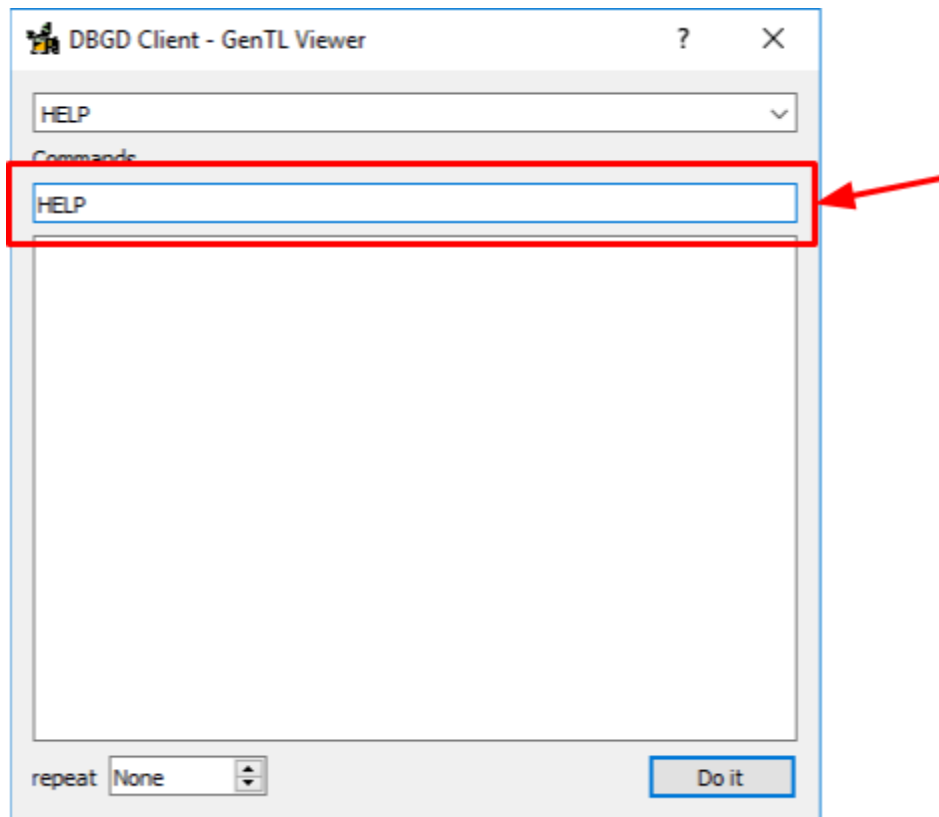 DBGD Client - GenTL Viewer
HELP
Commands
HELP
repeat None
Do it